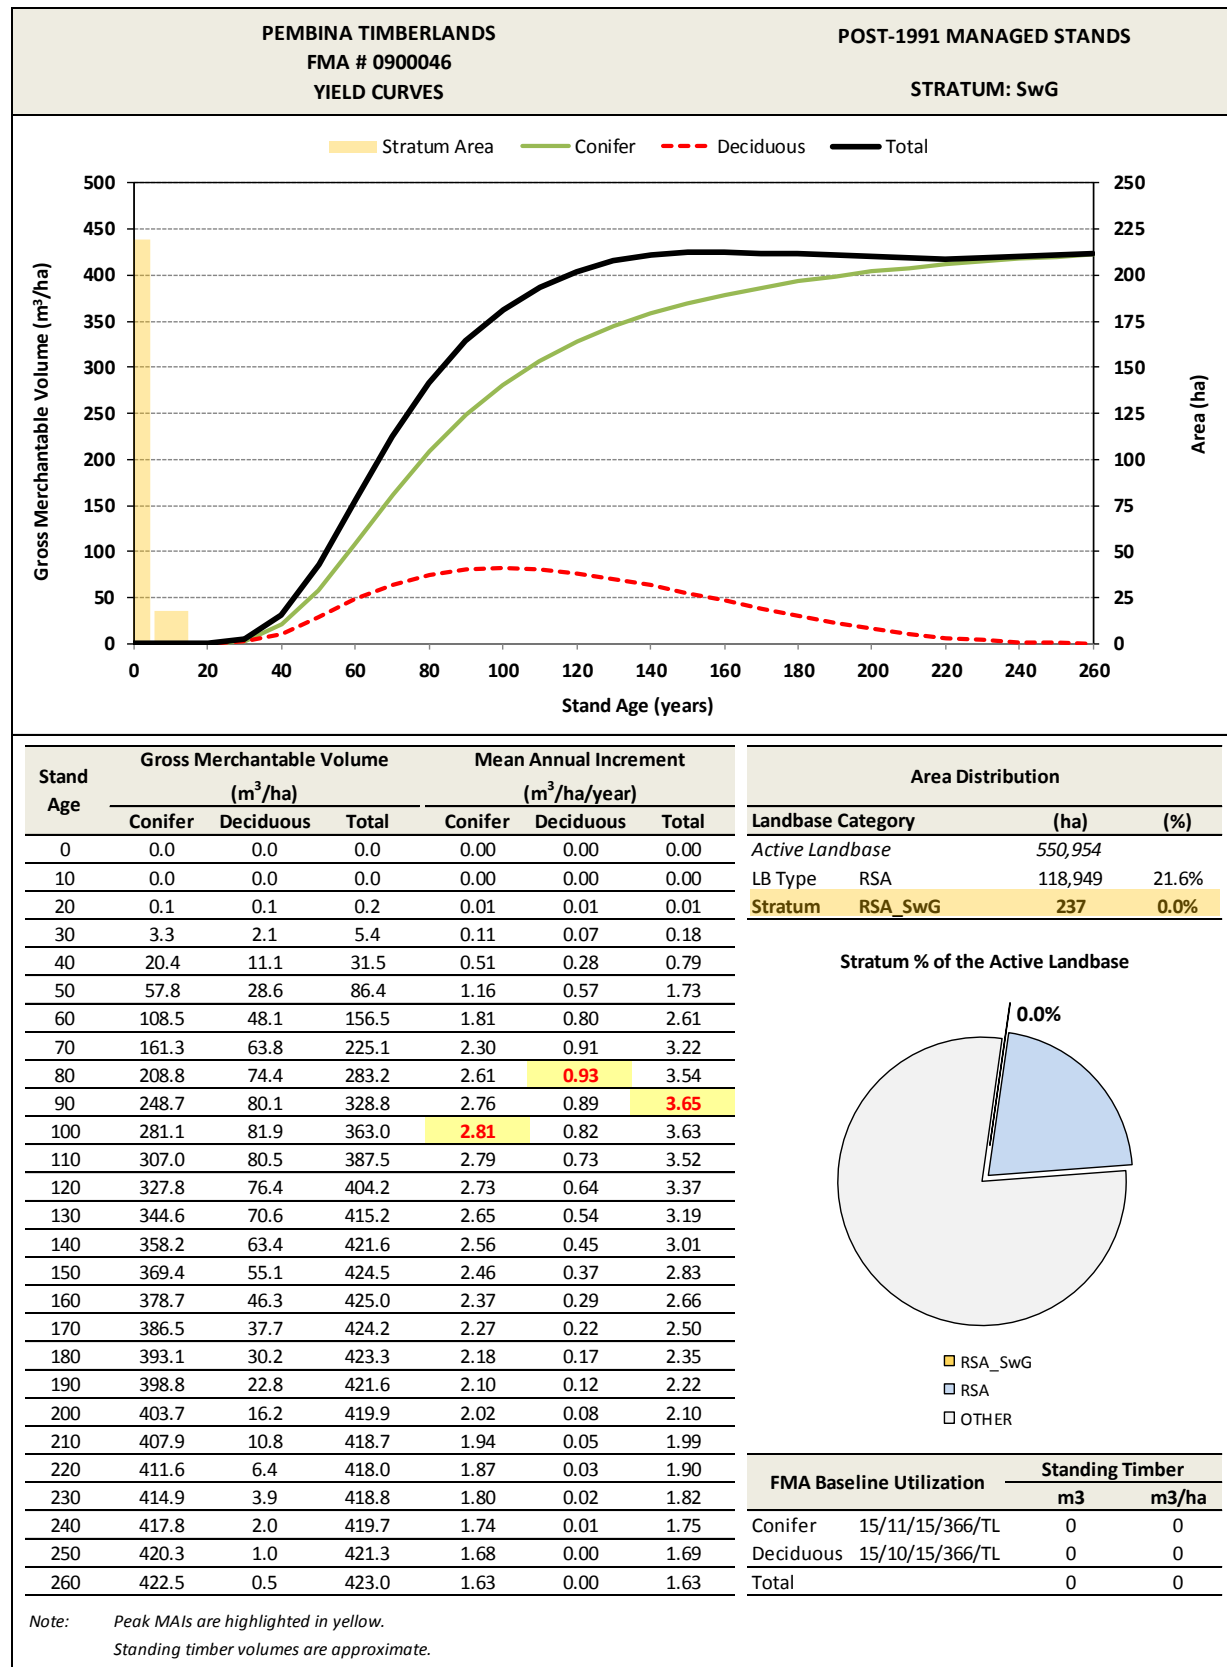 PEMBINA TIMBERLANDS
FMA # 0900046
YIELD CURVES
POST-1991 MANAGED STANDS
STRATUM: SwG
Stratum Area Conifer Deciduous Total
Gross Merchantable Volume (m³/ha)
500
450
400
350
300
250
200
150
100
50
0
250
225
200
175
150
125
100
75
50
25
0
Area (ha)
0 20 40 60 80 100 120 140 160 180 200 220 240 260
Stand Age (years)
Stand Age Gross Merchantable Volume (m³/ha) Mean Annual Increment (m³/ha/year)
Conifer Deciduous Total Conifer Deciduous Total
0 0.0 0.0 0.0 0.00 0.00 0.00
10 0.0 0.0 0.0 0.00 0.00 0.00
20 0.1 0.1 0.2 0.01 0.01 0.01
30 3.3 2.1 5.4 0.11 0.07 0.18
40 20.4 11.1 31.5 0.51 0.28 0.79
50 57.8 28.6 86.4 1.16 0.57 1.73
60 108.5 48.1 156.5 1.81 0.80 2.61
70 161.3 63.8 225.1 2.30 0.91 3.22
80 208.8 74.4 283.2 2.61 0.93 3.54
90 248.7 80.1 328.8 2.76 0.89 3.65
100 281.1 81.9 363.0 2.81 0.82 3.63
110 307.0 80.5 387.5 2.79 0.73 3.52
120 327.8 76.4 404.2 2.73 0.64 3.37
130 344.6 70.6 415.2 2.65 0.54 3.19
140 358.2 63.4 421.6 2.56 0.45 3.01
150 369.4 55.1 424.5 2.46 0.37 2.83
160 378.7 46.3 425.0 2.37 0.29 2.66
170 386.5 37.7 424.2 2.27 0.22 2.50
180 393.1 30.2 423.3 2.18 0.17 2.35
190 398.8 22.8 421.6 2.10 0.12 2.22
200 403.7 16.2 419.9 2.02 0.08 2.10
210 407.9 10.8 418.7 1.94 0.05 1.99
220 411.6 6.4 418.0 1.87 0.03 1.90
230 414.9 3.9 418.8 1.80 0.02 1.82
240 417.8 2.0 419.7 1.74 0.01 1.75
250 420.3 1.0 421.3 1.68 0.00 1.69
260 422.5 0.5 423.0 1.63 0.00 1.63
Area Distribution
Landbase Category (ha) (%)
Active Landbase 550,954
LB Type RSA 118,949 21.6%
Stratum RSA_SwG 237 0.0%
Stratum % of the Active Landbase
0.0%
RSA_SwG
RSA
OTHER
FMA Baseline Utilization Standing Timber
m3 m3/ha
Conifer 15/11/15/366/TL 0 0
Deciduous 15/10/15/366/TL 0 0
Total 0 0
Note: Peak MAIs are highlighted in yellow.
Standing timber volumes are approximate.